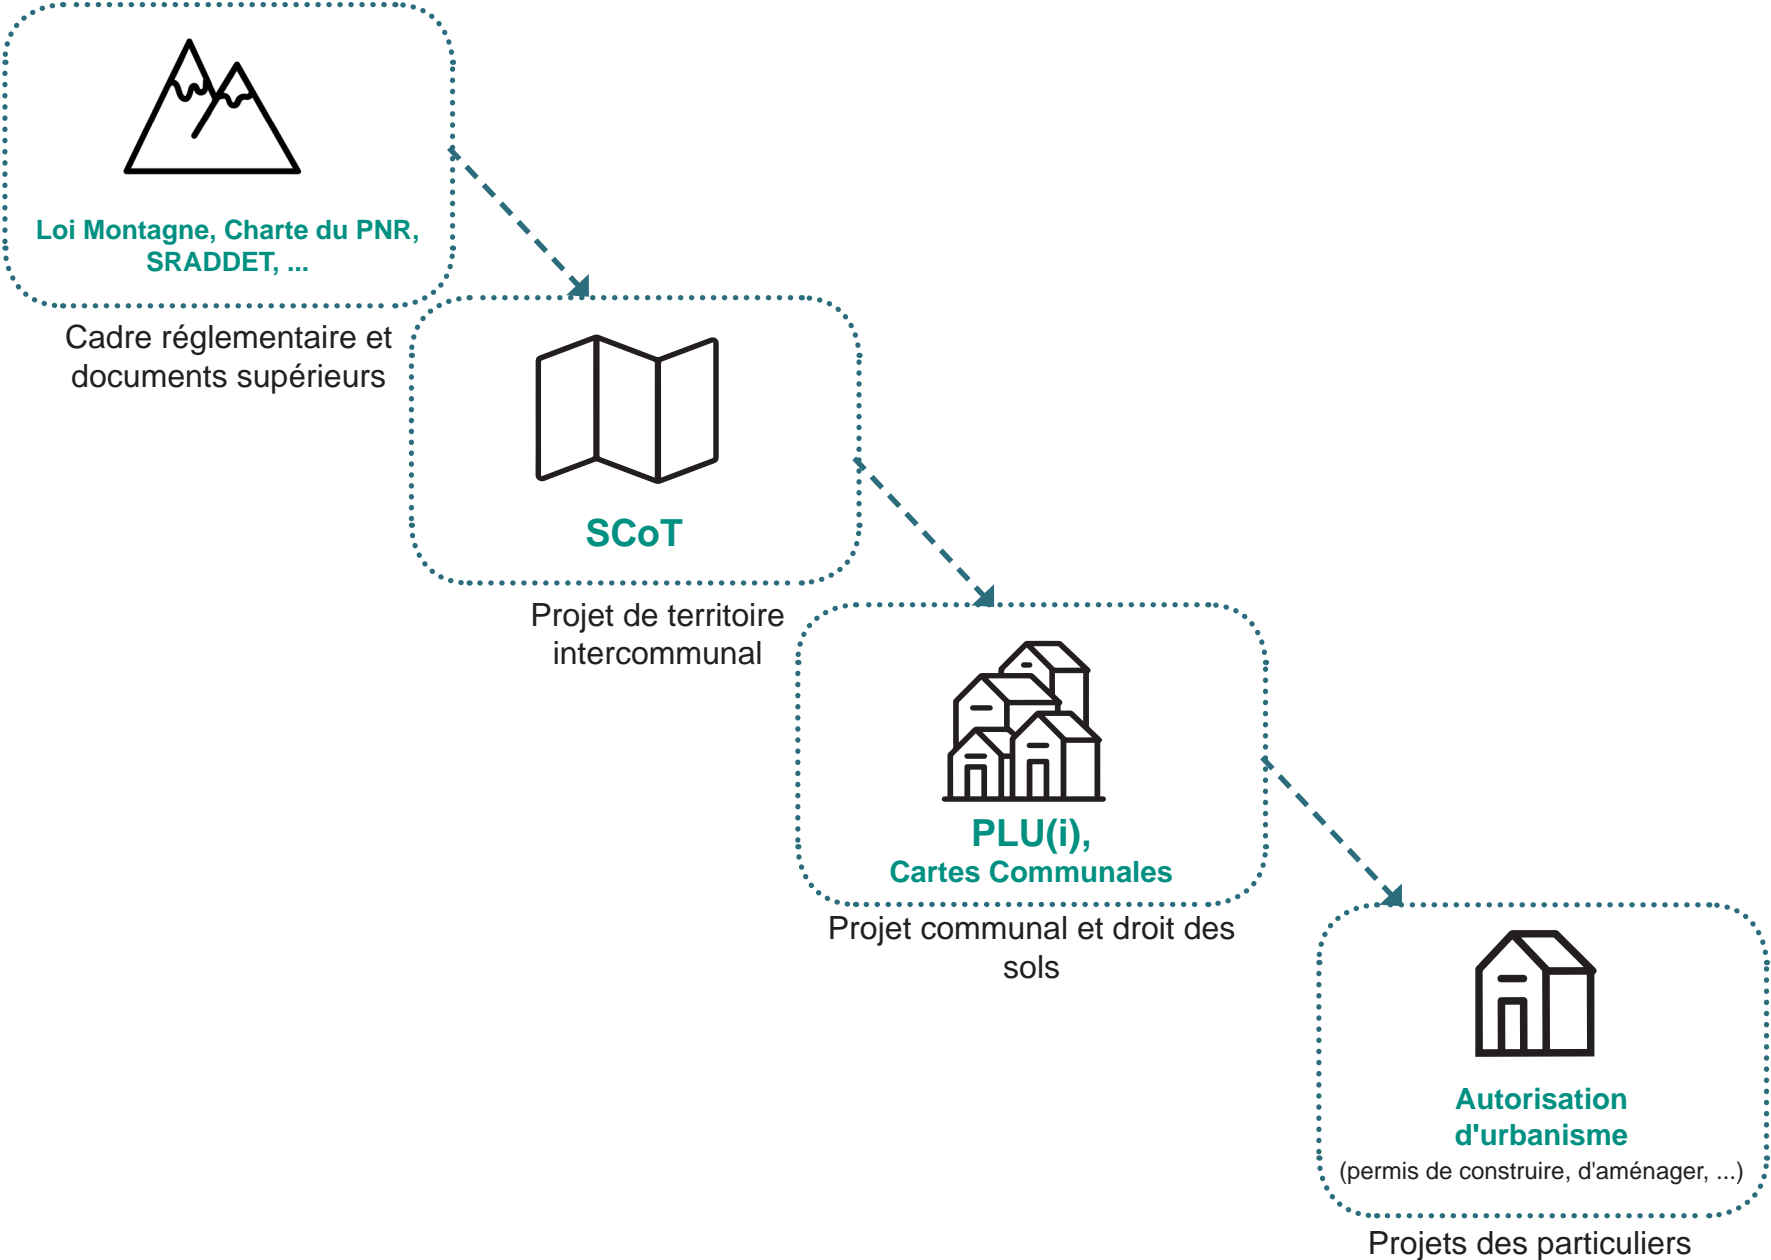 Loi Montagne, Charte du PNR,
SRADDET, ...
Cadre réglementaire et
documents supérieurs
SCoT
Projet de territoire
intercommunal
PLU(i),
Cartes Communales
Projet communal et droit des
sols
Autorisation
d'urbanisme
(permis de construire, d'aménager, ...)
Projets des particuliers